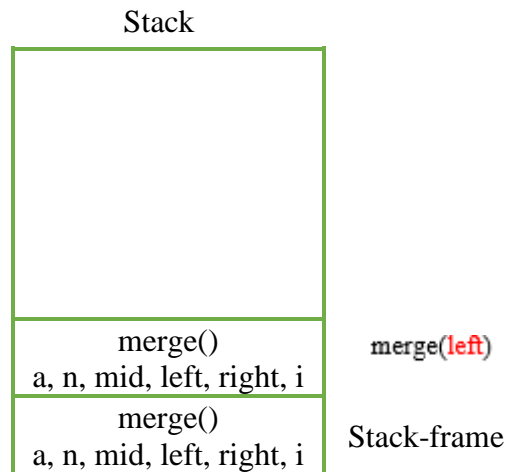 Stack
merge()
a, n, mid, left, right, i
merge(left)
merge()
a, n, mid, left, right, i
Stack-frame